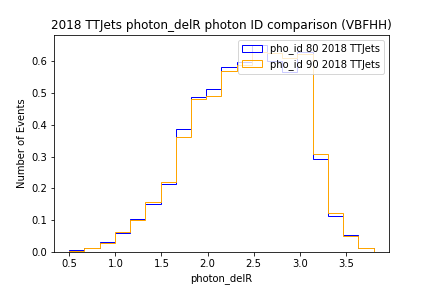 2018 TTJets photon_delR photon ID comparison (VBFHH)
pho_id 80 2018 TTJets
pho_id 90 2018 TTJets
Number of Events
0.6
0.5
0.4
0.3
0.2
0.1
0.0
0.5 1.0 1.5 2.0 2.5 3.0 3.5
photon_delR